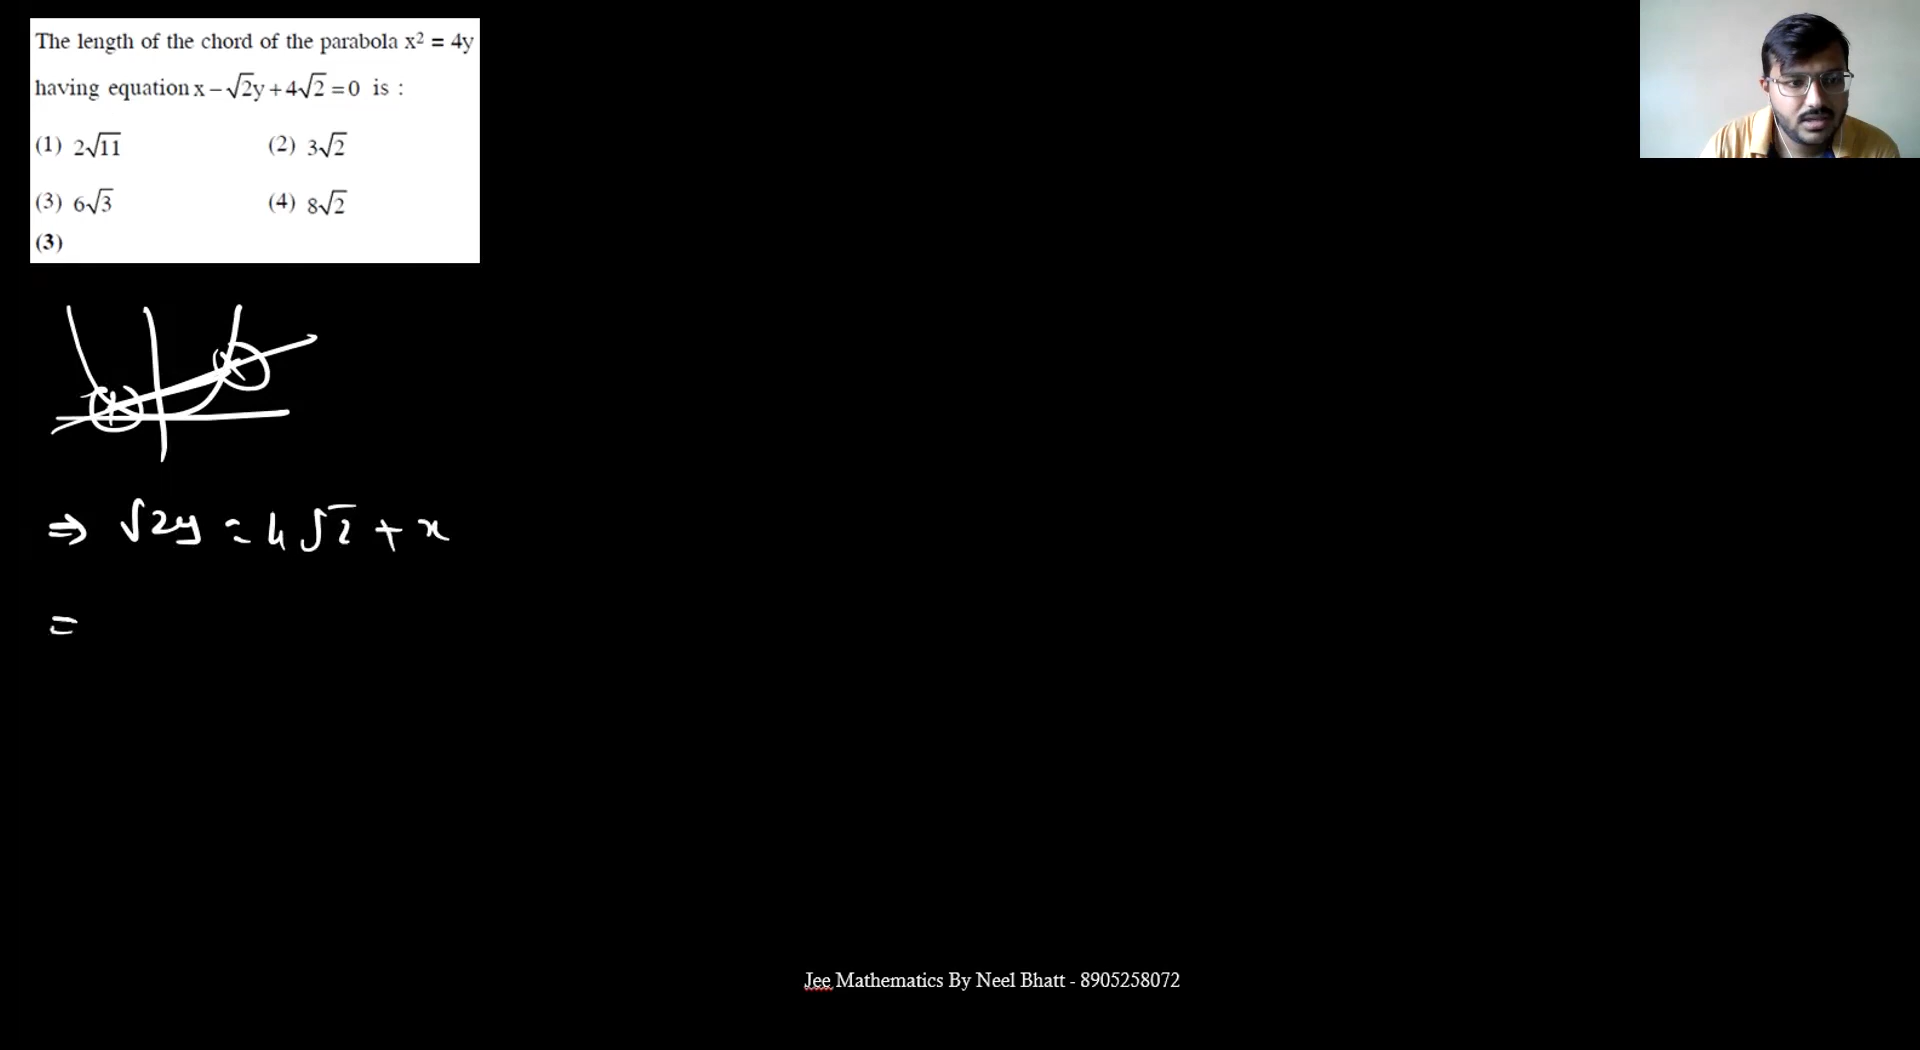 The length of the chord of the parabola x² = 4y
having equation x – √2y + 4√2 = 0 is :
(1) 2√11 (2) 3√2
(3) 6√3 (4) 8√2
(3)
⇒ √2y = 4√2 + x
=
Jee Mathematics By Neel Bhatt - 8905258072